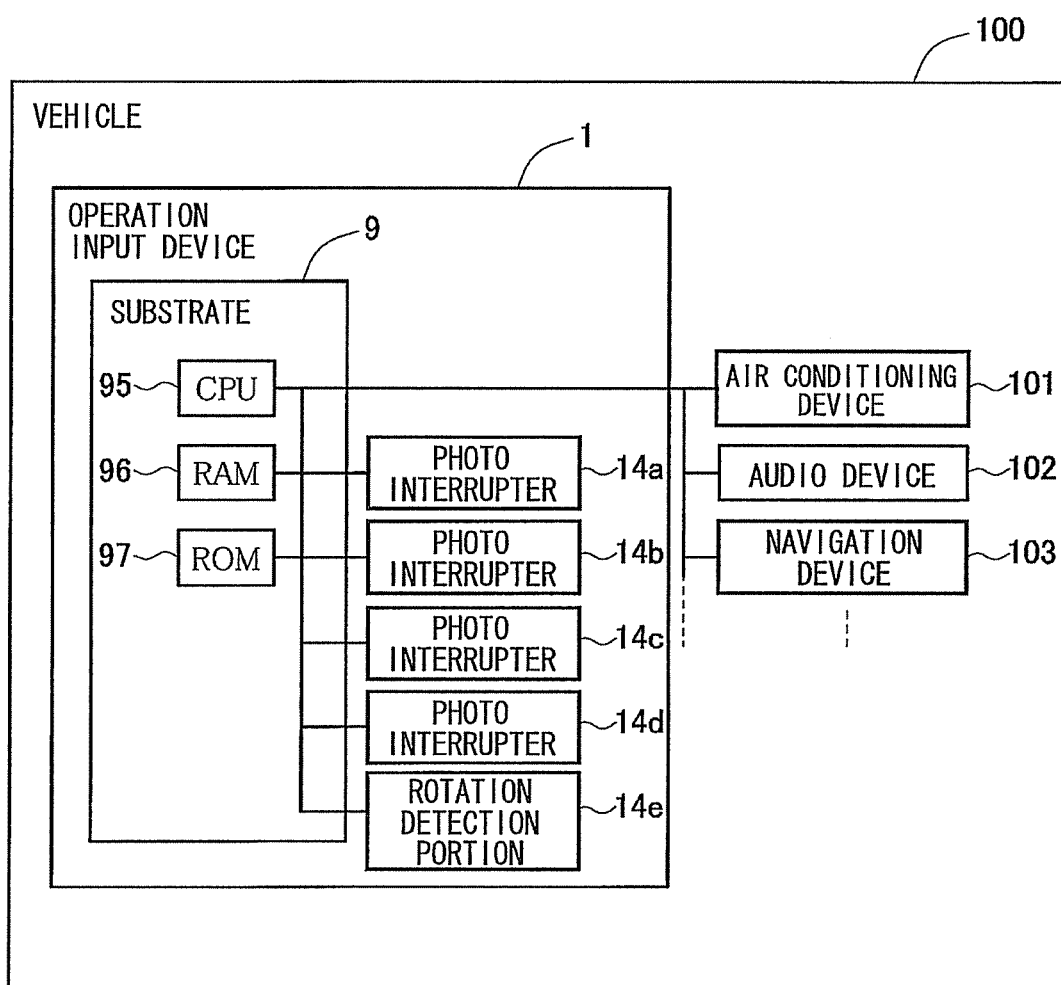 100
VEHICLE
1
OPERATION
INPUT DEVICE
9
SUBSTRATE
95
CPU
AIR CONDITIONING
DEVICE
101
96
RAM
PHOTO
INTERRUPTER
14a
AUDIO DEVICE
102
97
ROM
PHOTO
INTERRUPTER
14b
NAVIGATION
DEVICE
103
PHOTO
INTERRUPTER
14c
PHOTO
INTERRUPTER
14d
ROTATION
DETECTION
PORTION
14e